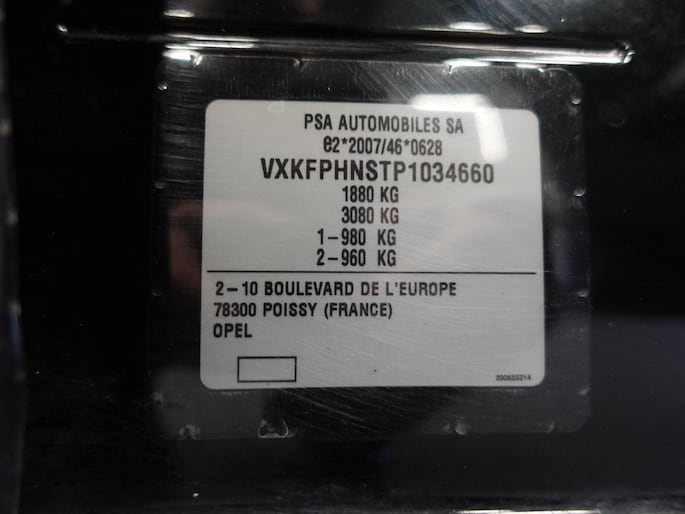 PSA AUTOMOBILES SA
e2*2007/46*0628
VXKFPHNSTP1034660
1880 KG
3080 KG
1-980 KG
2-960 KG
2-10 BOULEVARD DE L'EUROPE
78300 POISSY (FRANCE)
OPEL
200655214